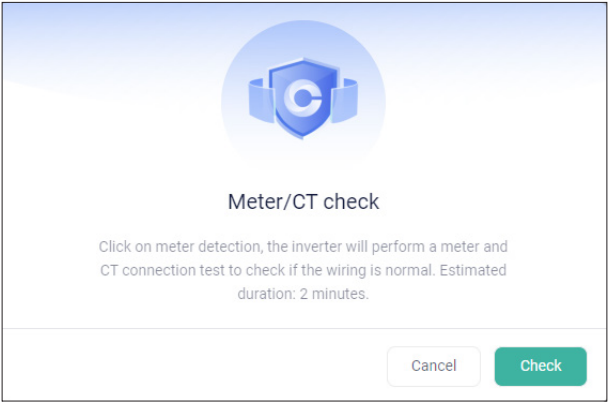 Meter/CT check
Click on meter detection, the inverter will perform a meter and
CT connection test to check if the wiring is normal. Estimated
duration: 2 minutes.
Cancel
Check